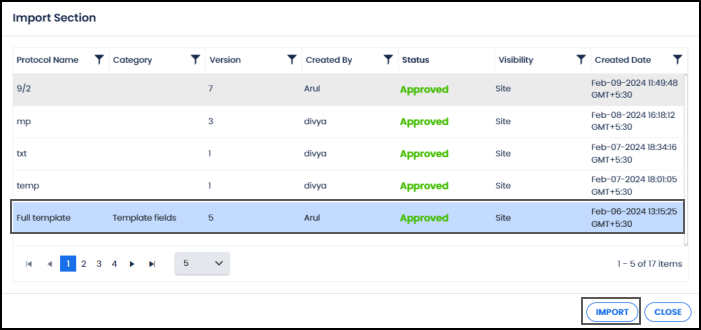 Import Section
Protocol Name Category Version Created By Status Visibility Created Date
9/2 7 Arul Approved Site Feb-09-2024 11:49:48 GMT+5:30
mp 3 divya Approved Site Feb-08-2024 16:18:12 GMT+5:30
txt 1 divya Approved Site Feb-07-2024 18:34:16 GMT+5:30
temp 1 divya Approved Site Feb-07-2024 18:01:05 GMT+5:30
Full template Template fields 5 Arul Approved Site Feb-06-2024 13:15:25 GMT+5:30
1 2 3 4 5 1 - 5 of 17 items
IMPORT CLOSE